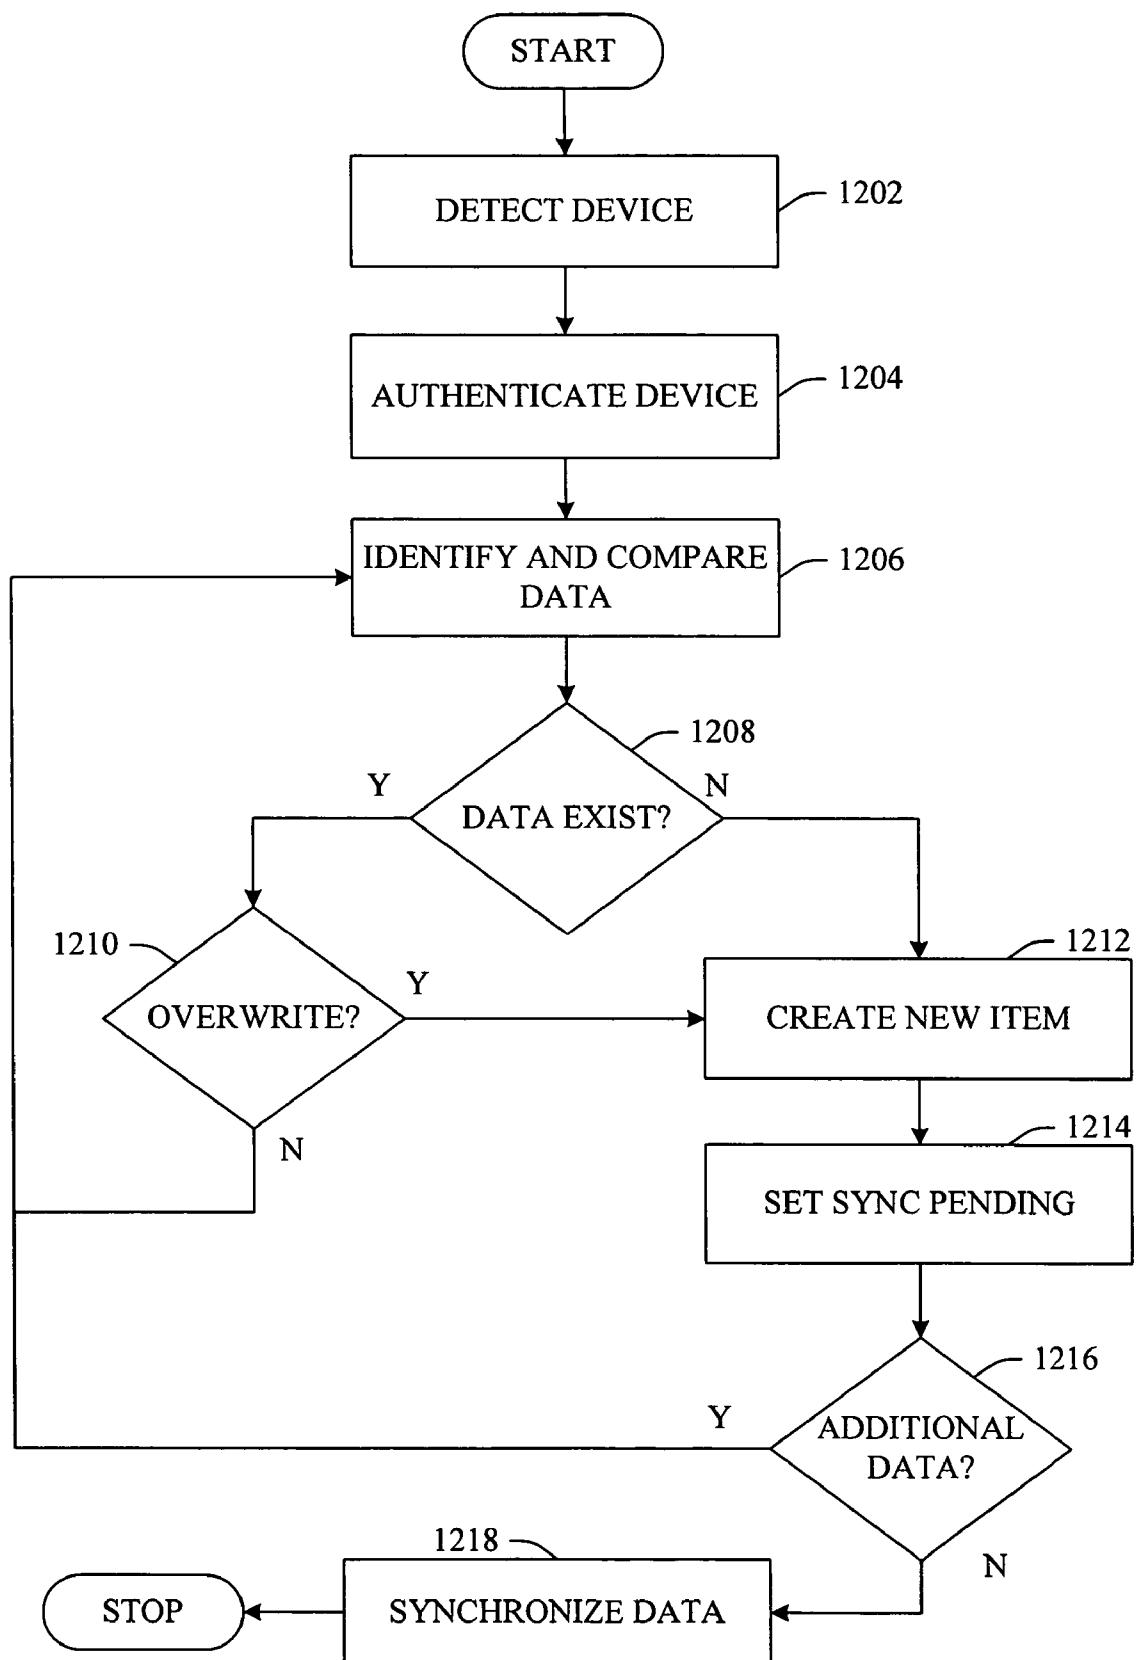 START
DETECT DEVICE
1202
AUTHENTICATE DEVICE
1204
IDENTIFY AND COMPARE
DATA
1206
1208
Y
N
DATA EXIST?
1210
OVERWRITE?
Y
N
1212
CREATE NEW ITEM
1214
SET SYNC PENDING
1216
Y
ADDITIONAL
DATA?
N
1218
SYNCHRONIZE DATA
STOP